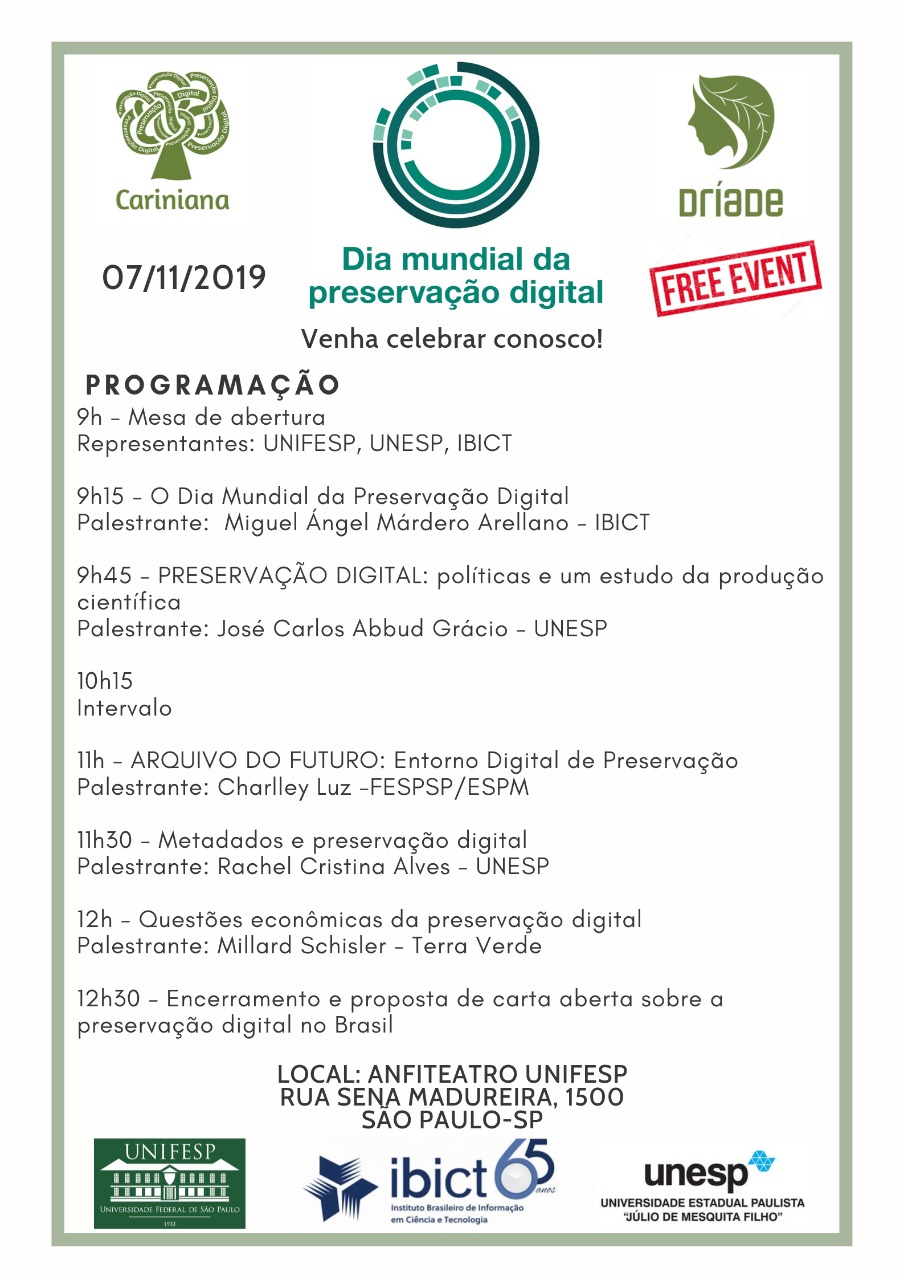 Cariniana
DRÍADE
07/11/2019
Dia mundial da
preservação digital
FREE EVENT
Venha celebrar conosco!
PROGRAMAÇÃO
9h - Mesa de abertura
Representantes: UNIFESP, UNESP, IBICT
9h15 - O Dia Mundial da Preservação Digital
Palestrante:  Miguel Ángel Márdero Arellano - IBICT
9h45 - PRESERVAÇÃO DIGITAL: políticas e um estudo da produção
científica
Palestrante: José Carlos Abbud Grácio - UNESP
10h15
Intervalo
11h - ARQUIVO DO FUTURO: Entorno Digital de Preservação
Palestrante: Charlley Luz -FESPSP/ESPM
11h30 - Metadados e preservação digital
Palestrante: Rachel Cristina Alves - UNESP
12h - Questões econômicas da preservação digital
Palestrante: Millard Schisler - Terra Verde
12h30 - Encerramento e proposta de carta aberta sobre a
preservação digital no Brasil
LOCAL: ANFITEATRO UNIFESP
RUA SENA MADUREIRA, 1500
SÃO PAULO-SP
UNIFESP
UNIVERSIDADE FEDERAL DE SÃO PAULO
1933
ibict 65 anos
Instituto Brasileiro de Informação
em Ciência e Tecnologia
unesp
UNIVERSIDADE ESTADUAL PAULISTA
"JÚLIO DE MESQUITA FILHO"